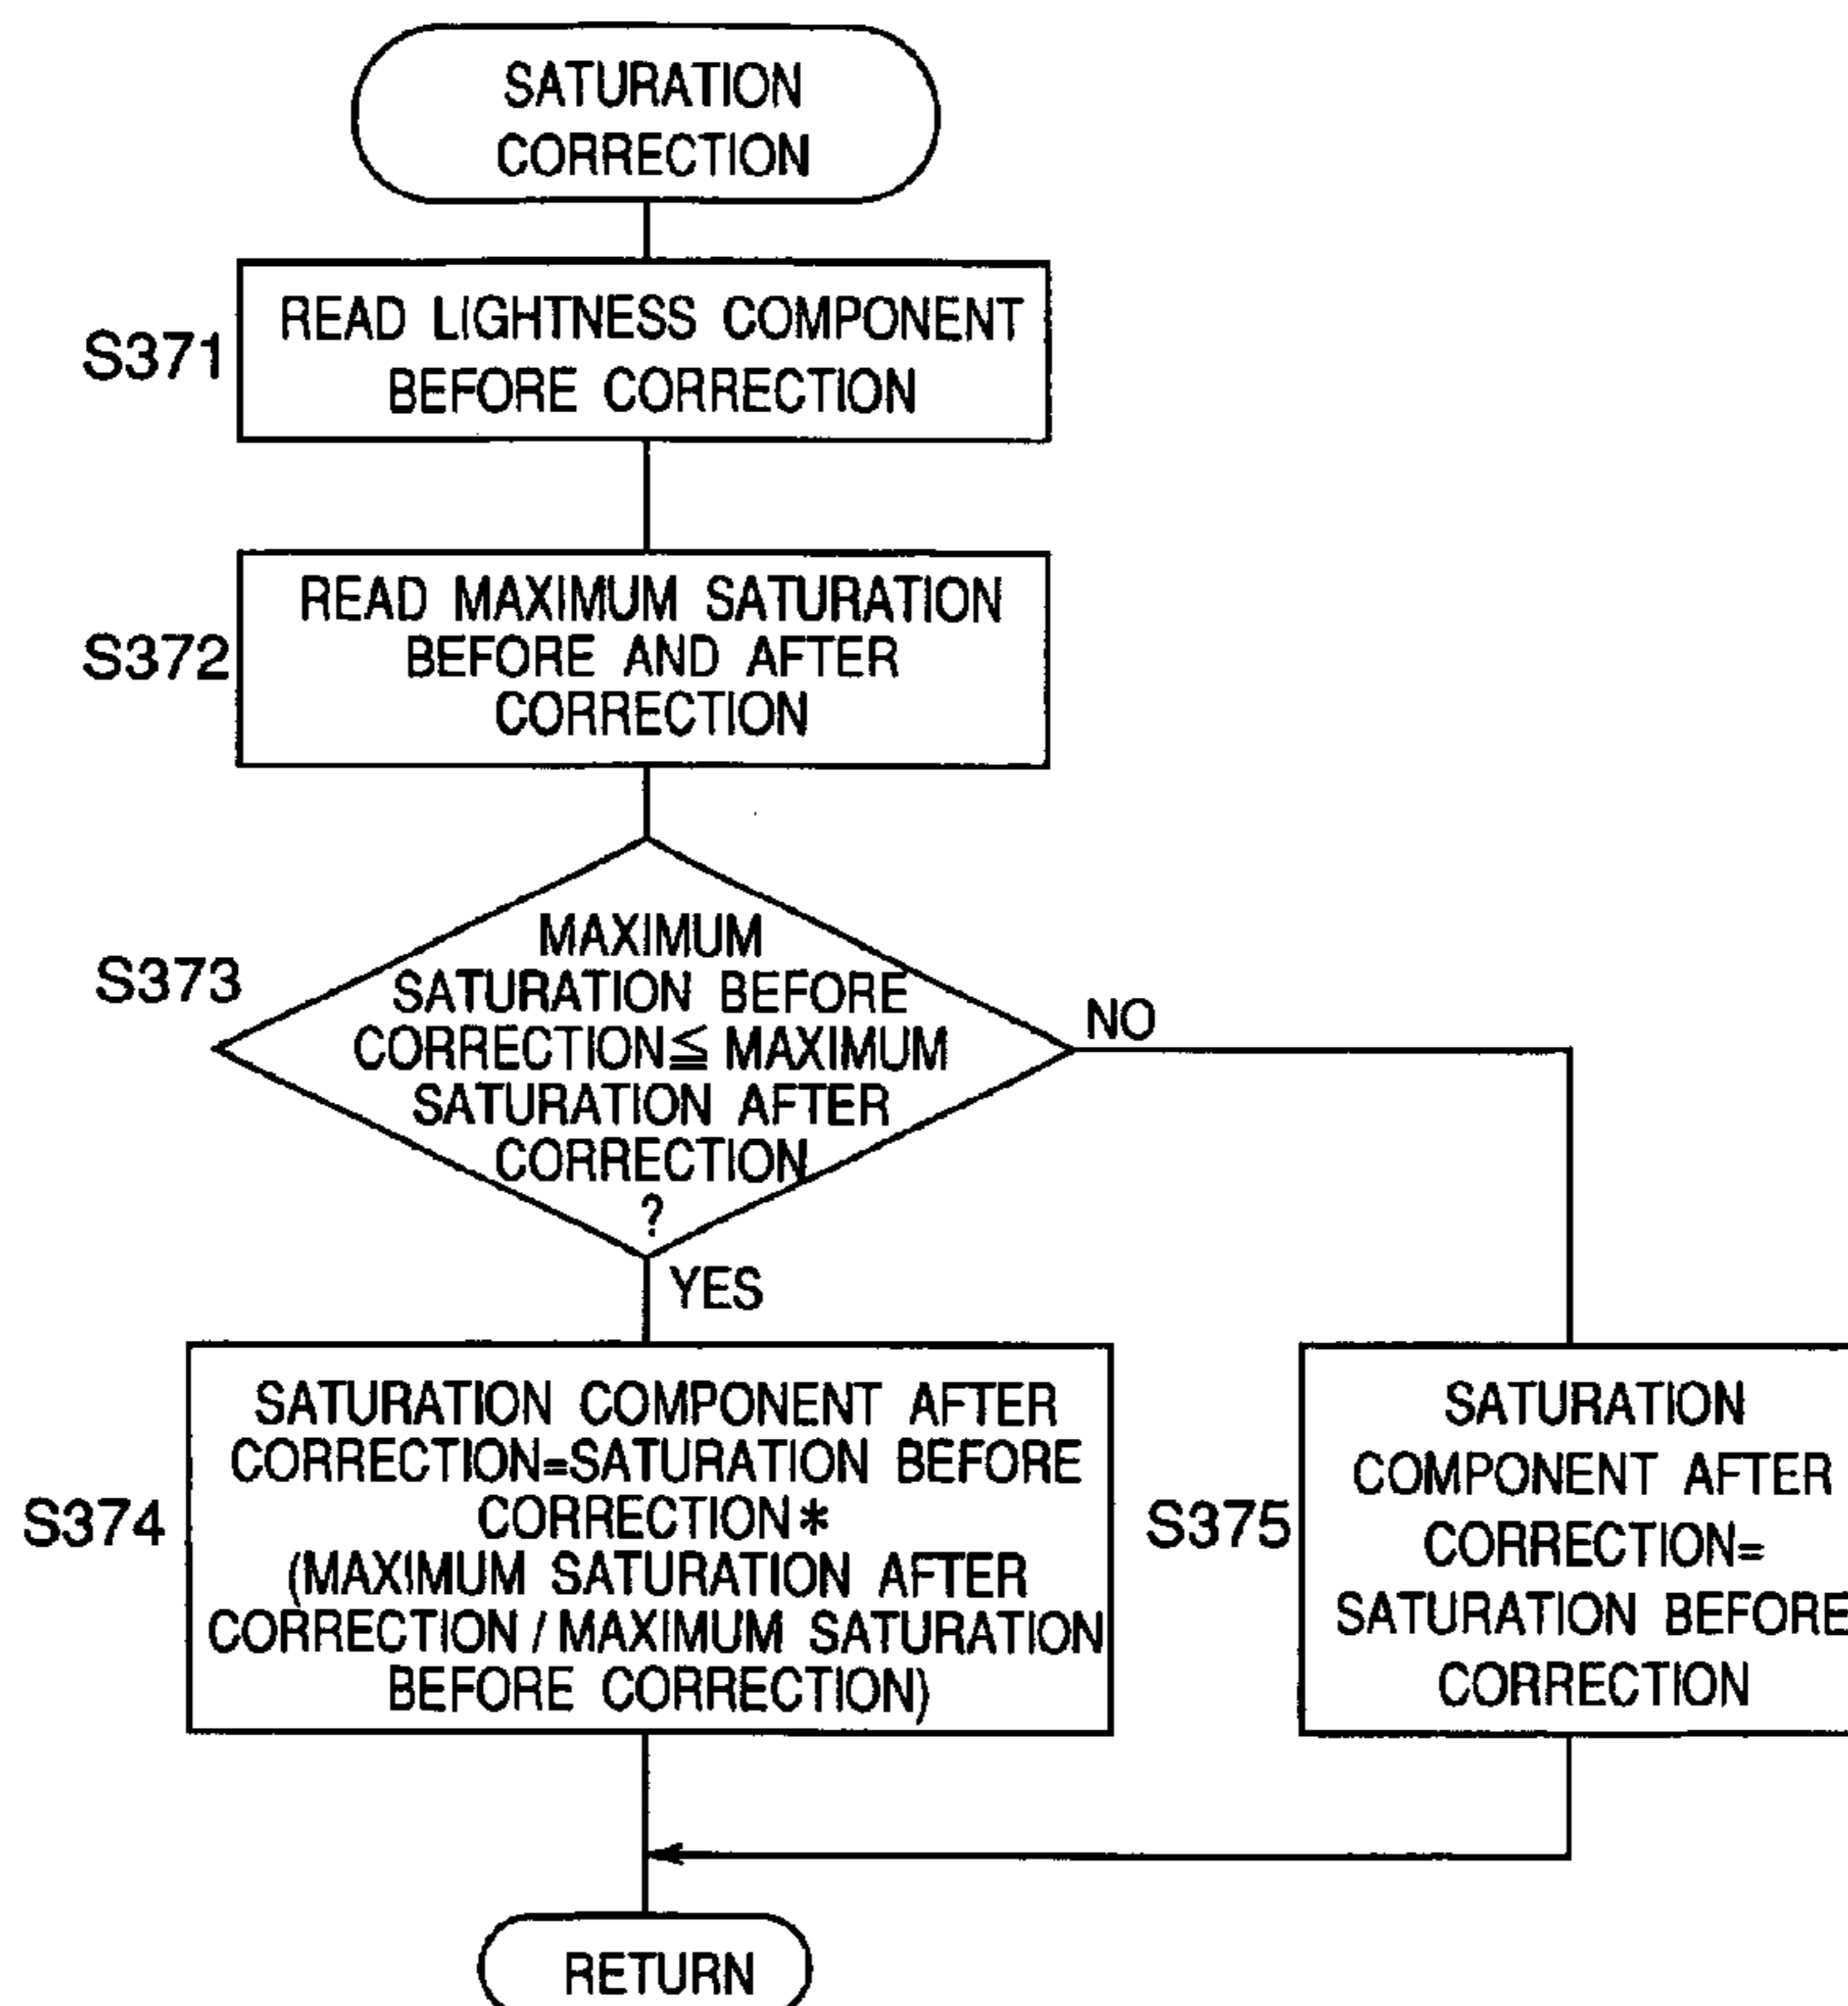 SATURATION
CORRECTION
S371
READ LIGHTNESS COMPONENT
BEFORE CORRECTION
S372
READ MAXIMUM SATURATION
BEFORE AND AFTER
CORRECTION
S373
MAXIMUM
SATURATION BEFORE
CORRECTION≦ MAXIMUM
SATURATION AFTER
CORRECTION
?
NO
YES
S374
SATURATION COMPONENT AFTER
CORRECTION=SATURATION BEFORE
CORRECTION*
(MAXIMUM SATURATION AFTER
CORRECTION / MAXIMUM SATURATION
BEFORE CORRECTION)
S375
SATURATION
COMPONENT AFTER
CORRECTION=
SATURATION BEFORE
CORRECTION
RETURN